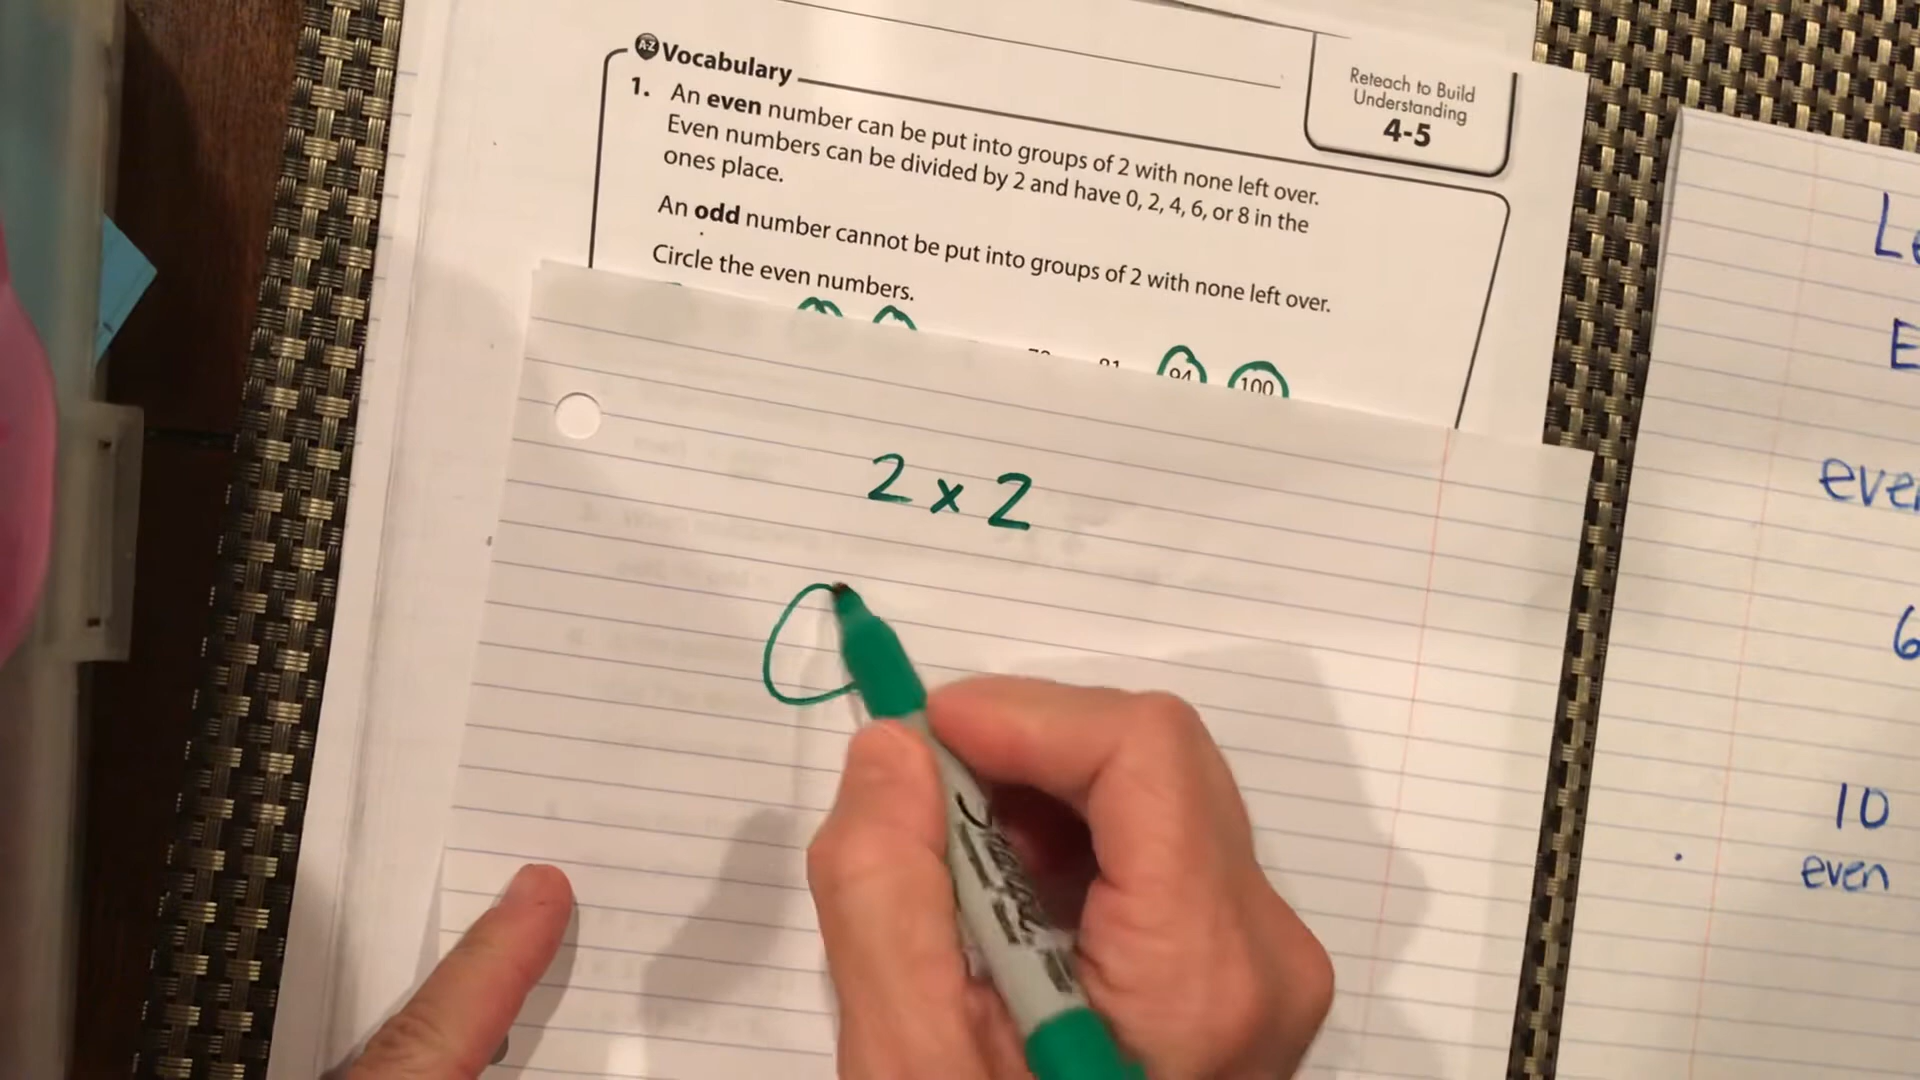 A-Z Vocabulary
Reteach to Build
Understanding
4-5
1. An even number can be put into groups of 2 with none left over.
Even numbers can be divided by 2 and have 0, 2, 4, 6, or 8 in the
ones place.
An odd number cannot be put into groups of 2 with none left over.
Circle the even numbers.
94 100
2 x 2
Sharpie
6
10
even